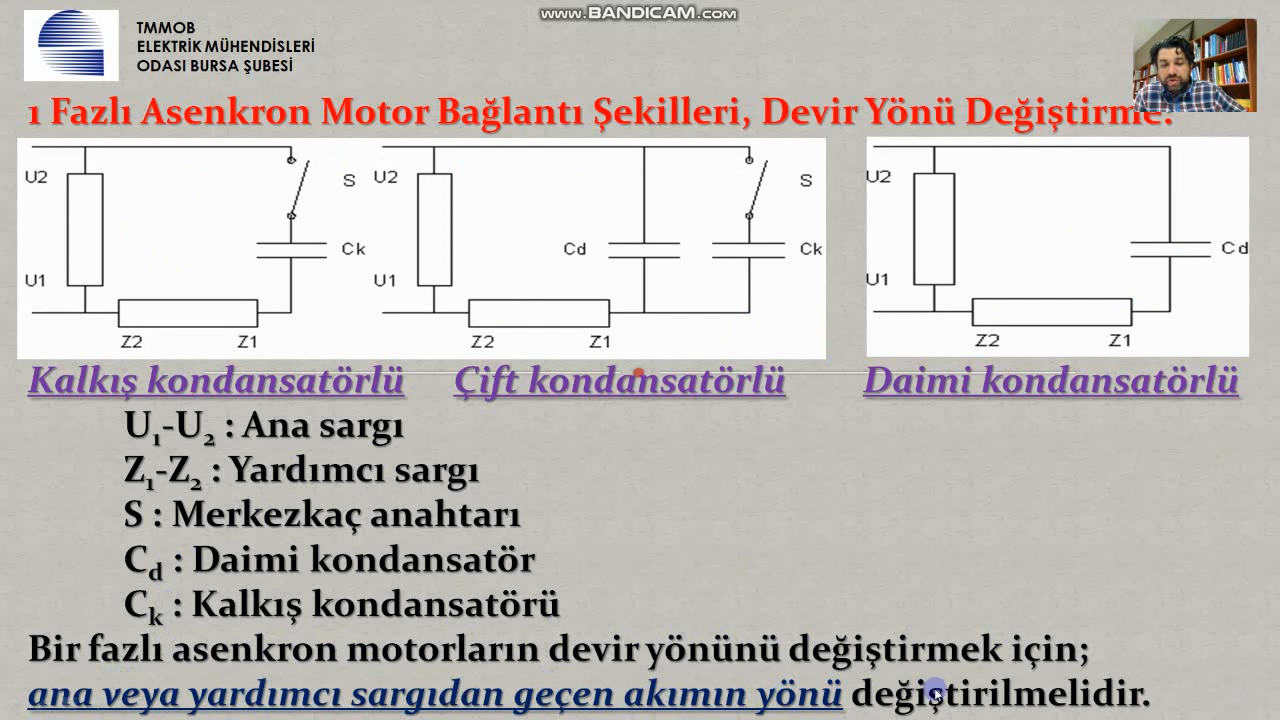 www.BANDICAM.com
TMMOB
ELEKTRİK MÜHENDİSLERİ
ODASI BURSA ŞUBESİ
1 Fazlı Asenkron Motor Bağlantı Şekilleri, Devir Yönü Değiştirme:
U2
S
Ck
U1
Z2
Z1
U2
S
Cd
Ck
U1
Z2
Z1
U2
Cd
U1
Z2
Z1
Kalkış kondansatörlü
Çift kondansatörlü
Daimi kondansatörlü
U₁-U₂ : Ana sargı
Z₁-Z₂ : Yardımcı sargı
S : Merkezkaç anahtarı
Cd : Daimi kondansatör
Ck : Kalkış kondansatörü
Bir fazlı asenkron motorların devir yönünü değiştirmek için;
ana veya yardımcı sargıdan geçen akımın yönü değiştirilmelidir.